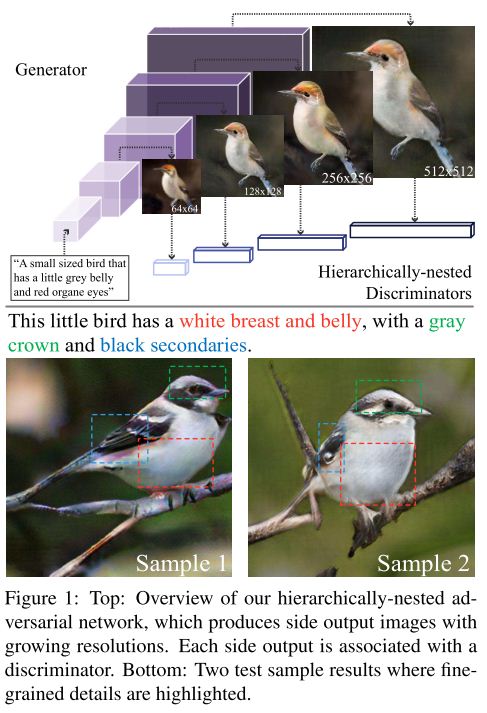 Generator
512x512
256x256
128x128
64x64
“A small sized bird that
has a little grey belly
and red organe eyes”
Hierarchically-nested
Discriminators
This little bird has a white breast and belly, with a gray
crown and black secondaries.
Sample 1
Sample 2
Figure 1: Top: Overview of our hierarchically-nested ad-
versarial network, which produces side output images with
growing resolutions. Each side output is associated with a
discriminator. Bottom: Two test sample results where fine-
grained details are highlighted.